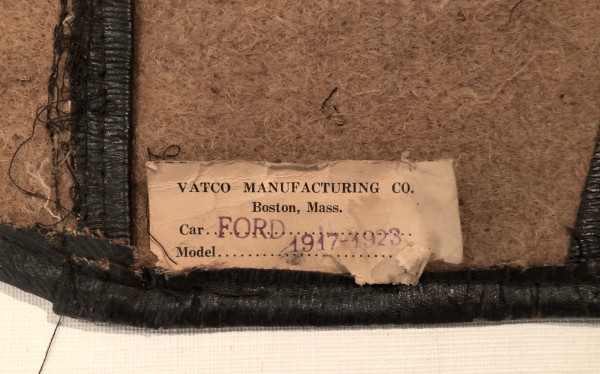 VATCO MANUFACTURING CO.
Boston, Mass.
Car..FORD..................
Model.......1917-1923.......